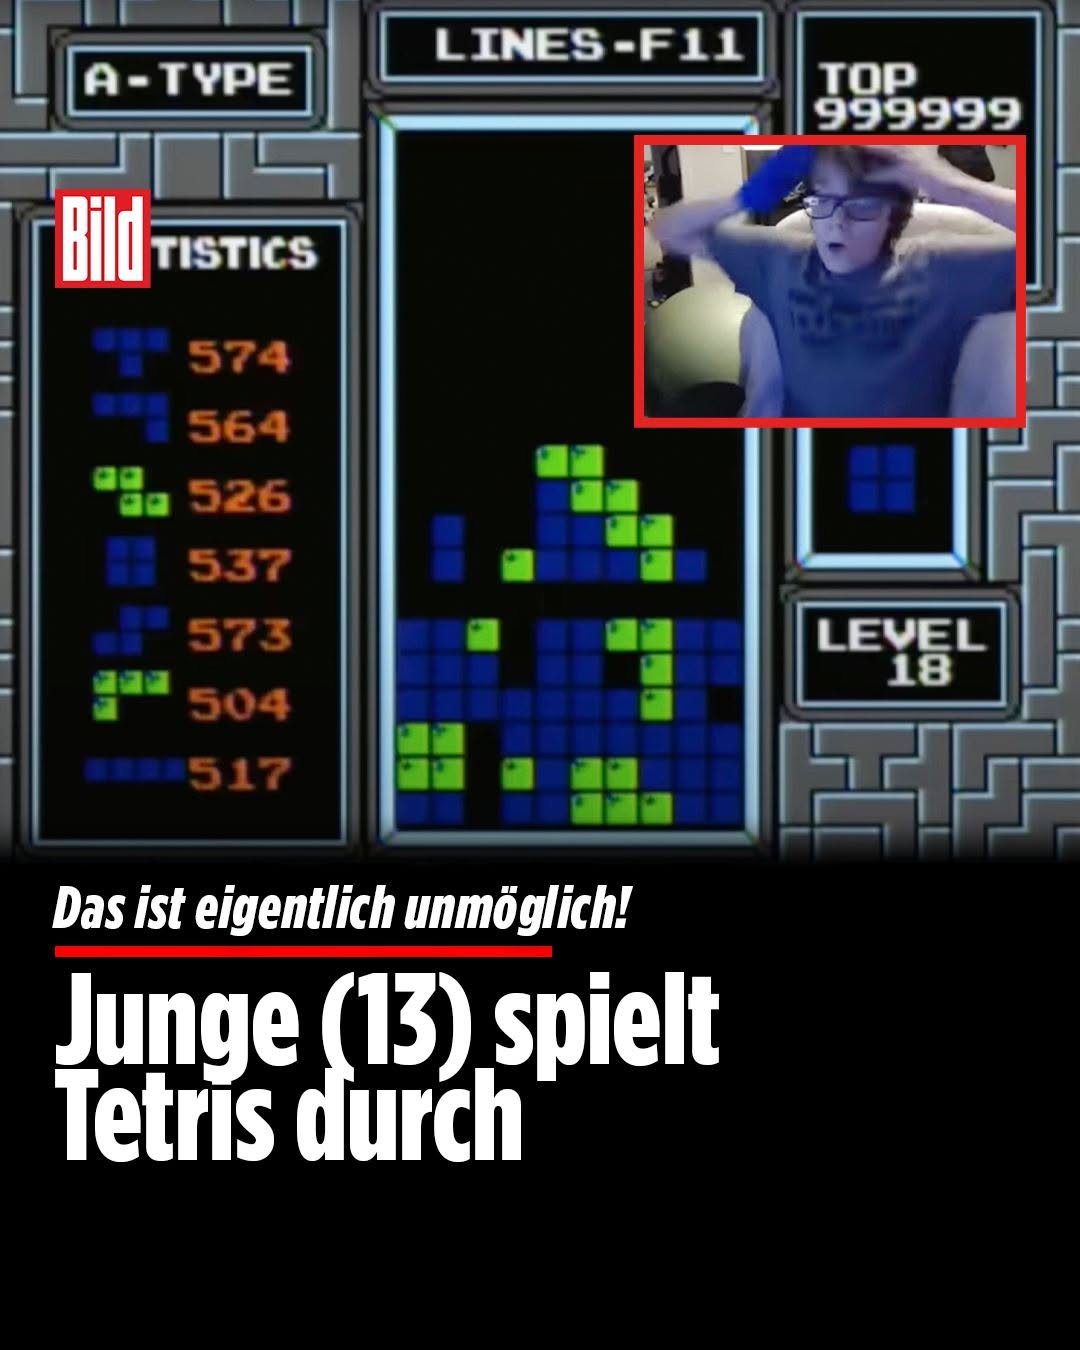 A-TYPE
LINES-F11
TOP
999999
Bild
TISTICS
574
564
526
537
573
504
517
LEVEL
18
Das ist eigentlich unmöglich!
Junge (13) spielt
Tetris durch